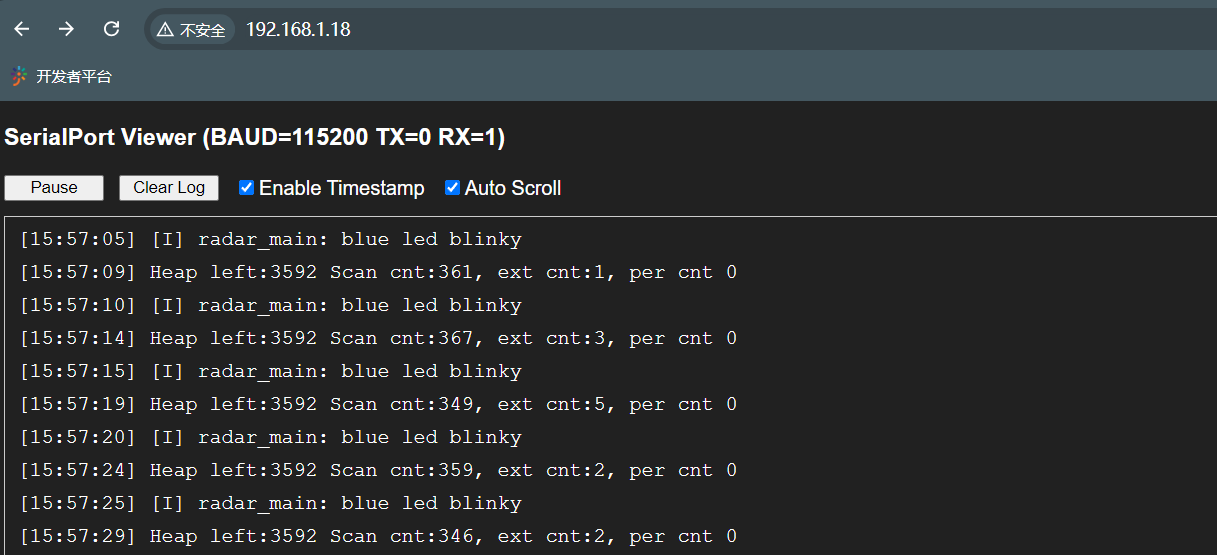 不安全 192.168.1.18
开发者平台
SerialPort Viewer (BAUD=115200 TX=0 RX=1)
Pause Clear Log Enable Timestamp Auto Scroll
[15:57:05] [I] radar_main: blue led blinky
[15:57:09] Heap left:3592 Scan cnt:361, ext cnt:1, per cnt 0
[15:57:10] [I] radar_main: blue led blinky
[15:57:14] Heap left:3592 Scan cnt:367, ext cnt:3, per cnt 0
[15:57:15] [I] radar_main: blue led blinky
[15:57:19] Heap left:3592 Scan cnt:349, ext cnt:5, per cnt 0
[15:57:20] [I] radar_main: blue led blinky
[15:57:24] Heap left:3592 Scan cnt:359, ext cnt:2, per cnt 0
[15:57:25] [I] radar_main: blue led blinky
[15:57:29] Heap left:3592 Scan cnt:346, ext cnt:2, per cnt 0